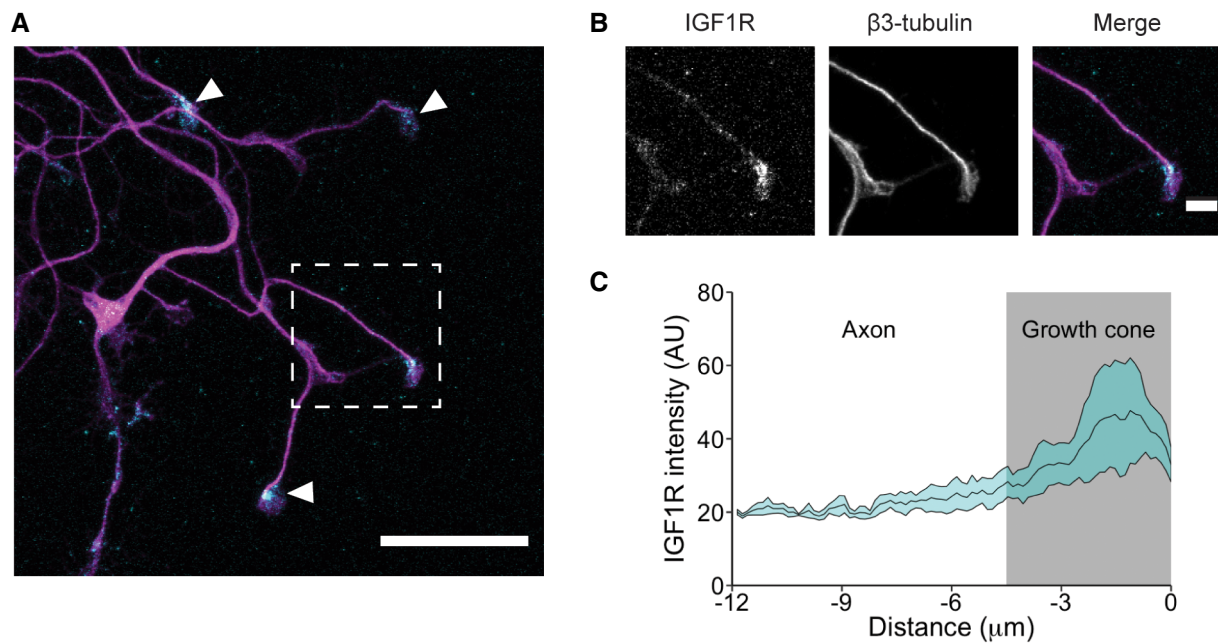 A
B
IGF1R
β3-tubulin
Merge
C
IGF1R intensity (AU)
80
60
40
20
0
Axon
Growth cone
-12
-9
-6
-3
0
Distance (μm)